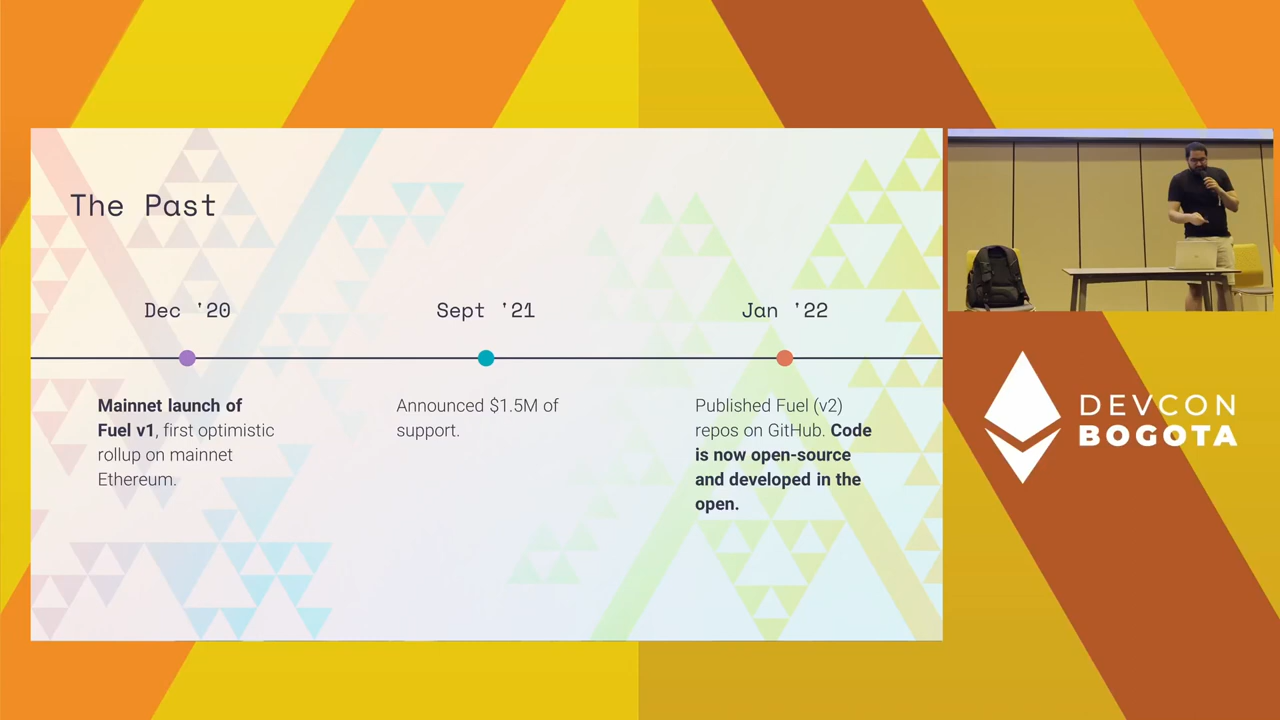 The Past
Dec '20
Sept '21
Jan '22
Mainnet launch of
Fuel v1, first optimistic
rollup on mainnet
Ethereum.
Announced $1.5M of
support.
Published Fuel (v2)
repos on GitHub. Code
is now open-source
and developed in the
open.
DEVCON
BOGOTA